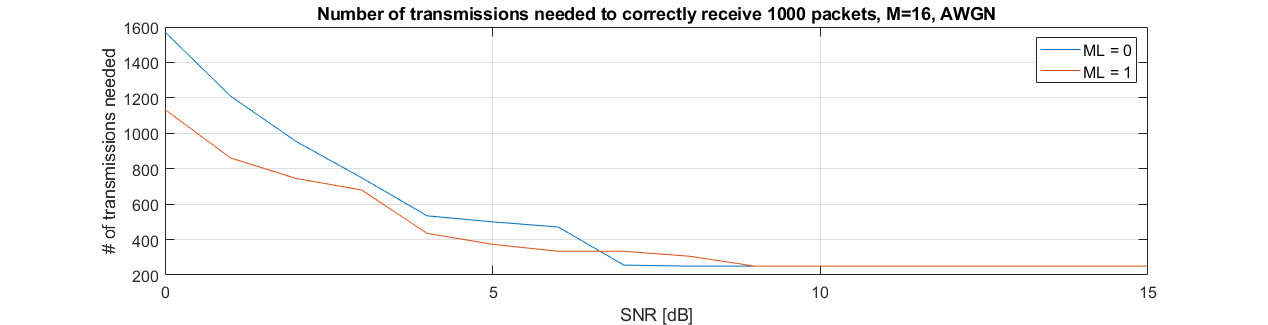 Number of transmissions needed to correctly receive 1000 packets, M=16, AWGN
# of transmissions needed
1600
1400
1200
1000
800
600
400
200
ML = 0
ML = 1
0
5
10
15
SNR [dB]